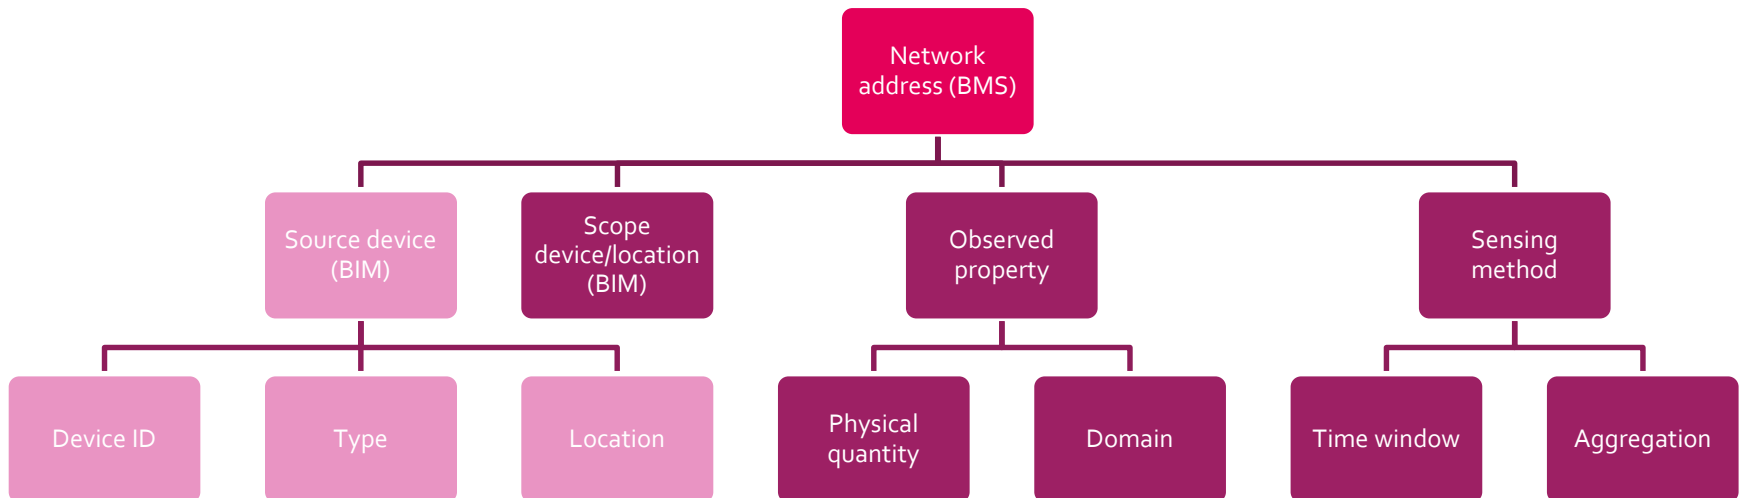 Network
address (BMS)
Source device
(BIM)
Scope
device/location
(BIM)
Observed
property
Sensing
method
Device ID
Type
Location
Physical
quantity
Domain
Time window
Aggregation